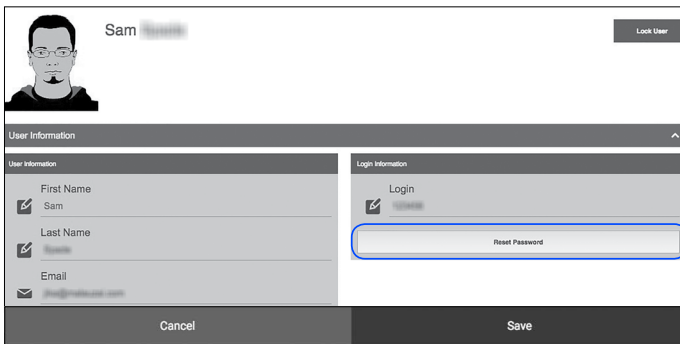 Sam
Lock User
User Information
User Information
Login Information
First Name
Sam
Login
Last Name
Reset Password
Email
Cancel
Save